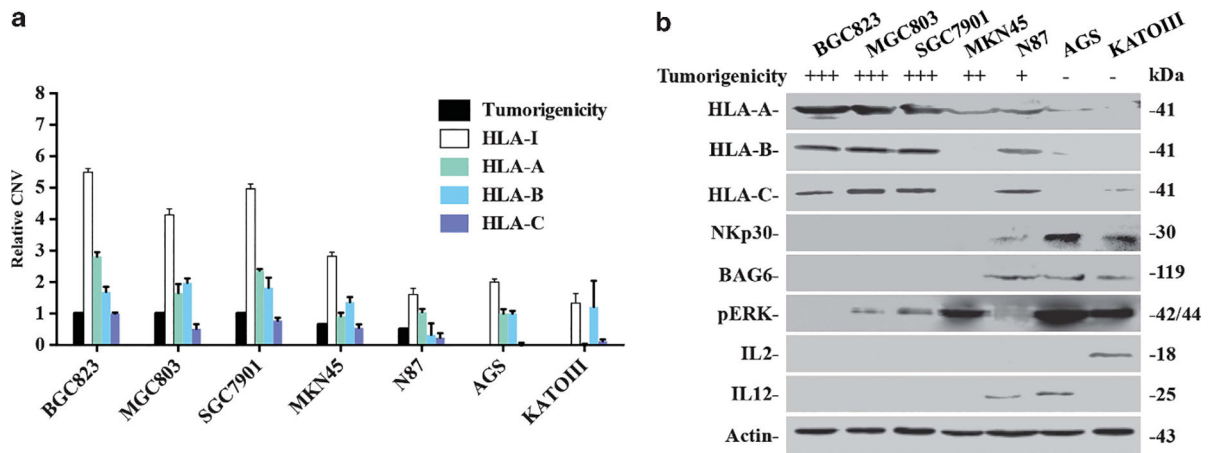 a
Relative CNV
8
7
6
5
4
3
2
1
0
Tumorigenicity
HLA-I
HLA-A
HLA-B
HLA-C
BGC823
MGC803
SGC7901
MKN45
N87
AGS
KATOIII
b
BGC823
MGC803
SGC7901
MKN45
N87
AGS
KATOIII
Tumorigenicity +++ +++ +++ ++ + - - kDa
HLA-A- -41
HLA-B- -41
HLA-C- -41
NKp30- -30
BAG6- -119
pERK- -42/44
IL2- -18
IL12- -25
Actin- -43